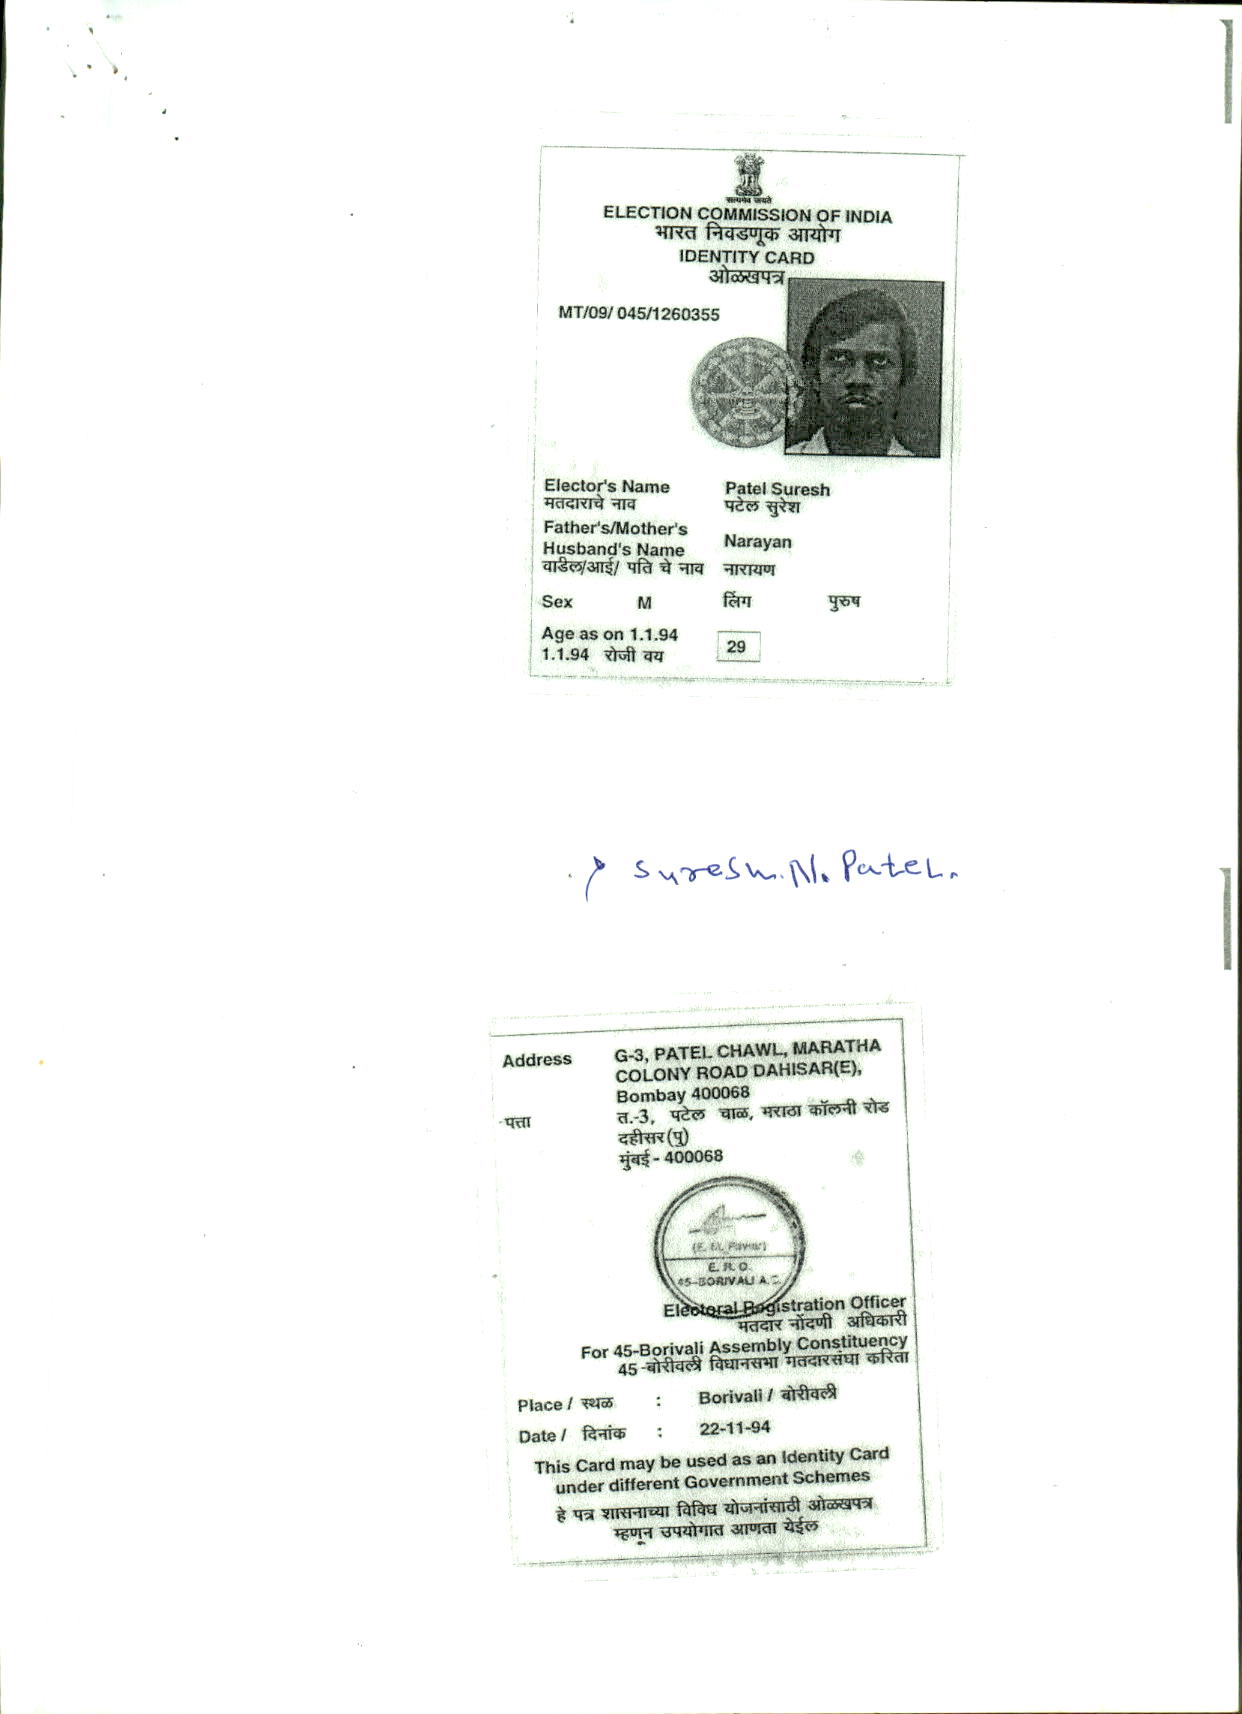 सत्यमेव जयते
ELECTION COMMISSION OF INDIA
भारत निवडणूक आयोग
IDENTITY CARD
ओळखपत्र
MT/09/ 045/1260355
Elector's Name Patel Suresh
मतदाराचे नाव पटेल सुरेश
Father's/Mother's
Husband's Name Narayan
वाडील/आई/ पति चे नाव नारायण
Sex M लिंग पुरुष
Age as on 1.1.94
1.1.94 रोजी वय 29
Suresh. N. Patel.
Address G-3, PATEL CHAWL, MARATHA
COLONY ROAD DAHISAR(E),
Bombay 400068
पत्ता त.-3, पटेल चाळ, मराठा कॉलनी रोड
दहीसर(पु)
मुंबई - 400068
E. R. O.
45-BORIVALI A.C.
Electoral Registration Officer
मतदार नोंदणी अधिकारी
For 45-Borivali Assembly Constituency
45 -बोरीवली विधानसभा मतदारसंघा करिता
Place / स्थळ : Borivali / बोरीवली
Date / दिनांक : 22-11-94
This Card may be used as an Identity Card
under different Government Schemes
हे पत्र शासनाच्या विविध योजनांसाठी ओळखपत्र
म्हणून उपयोगात आणता येईल